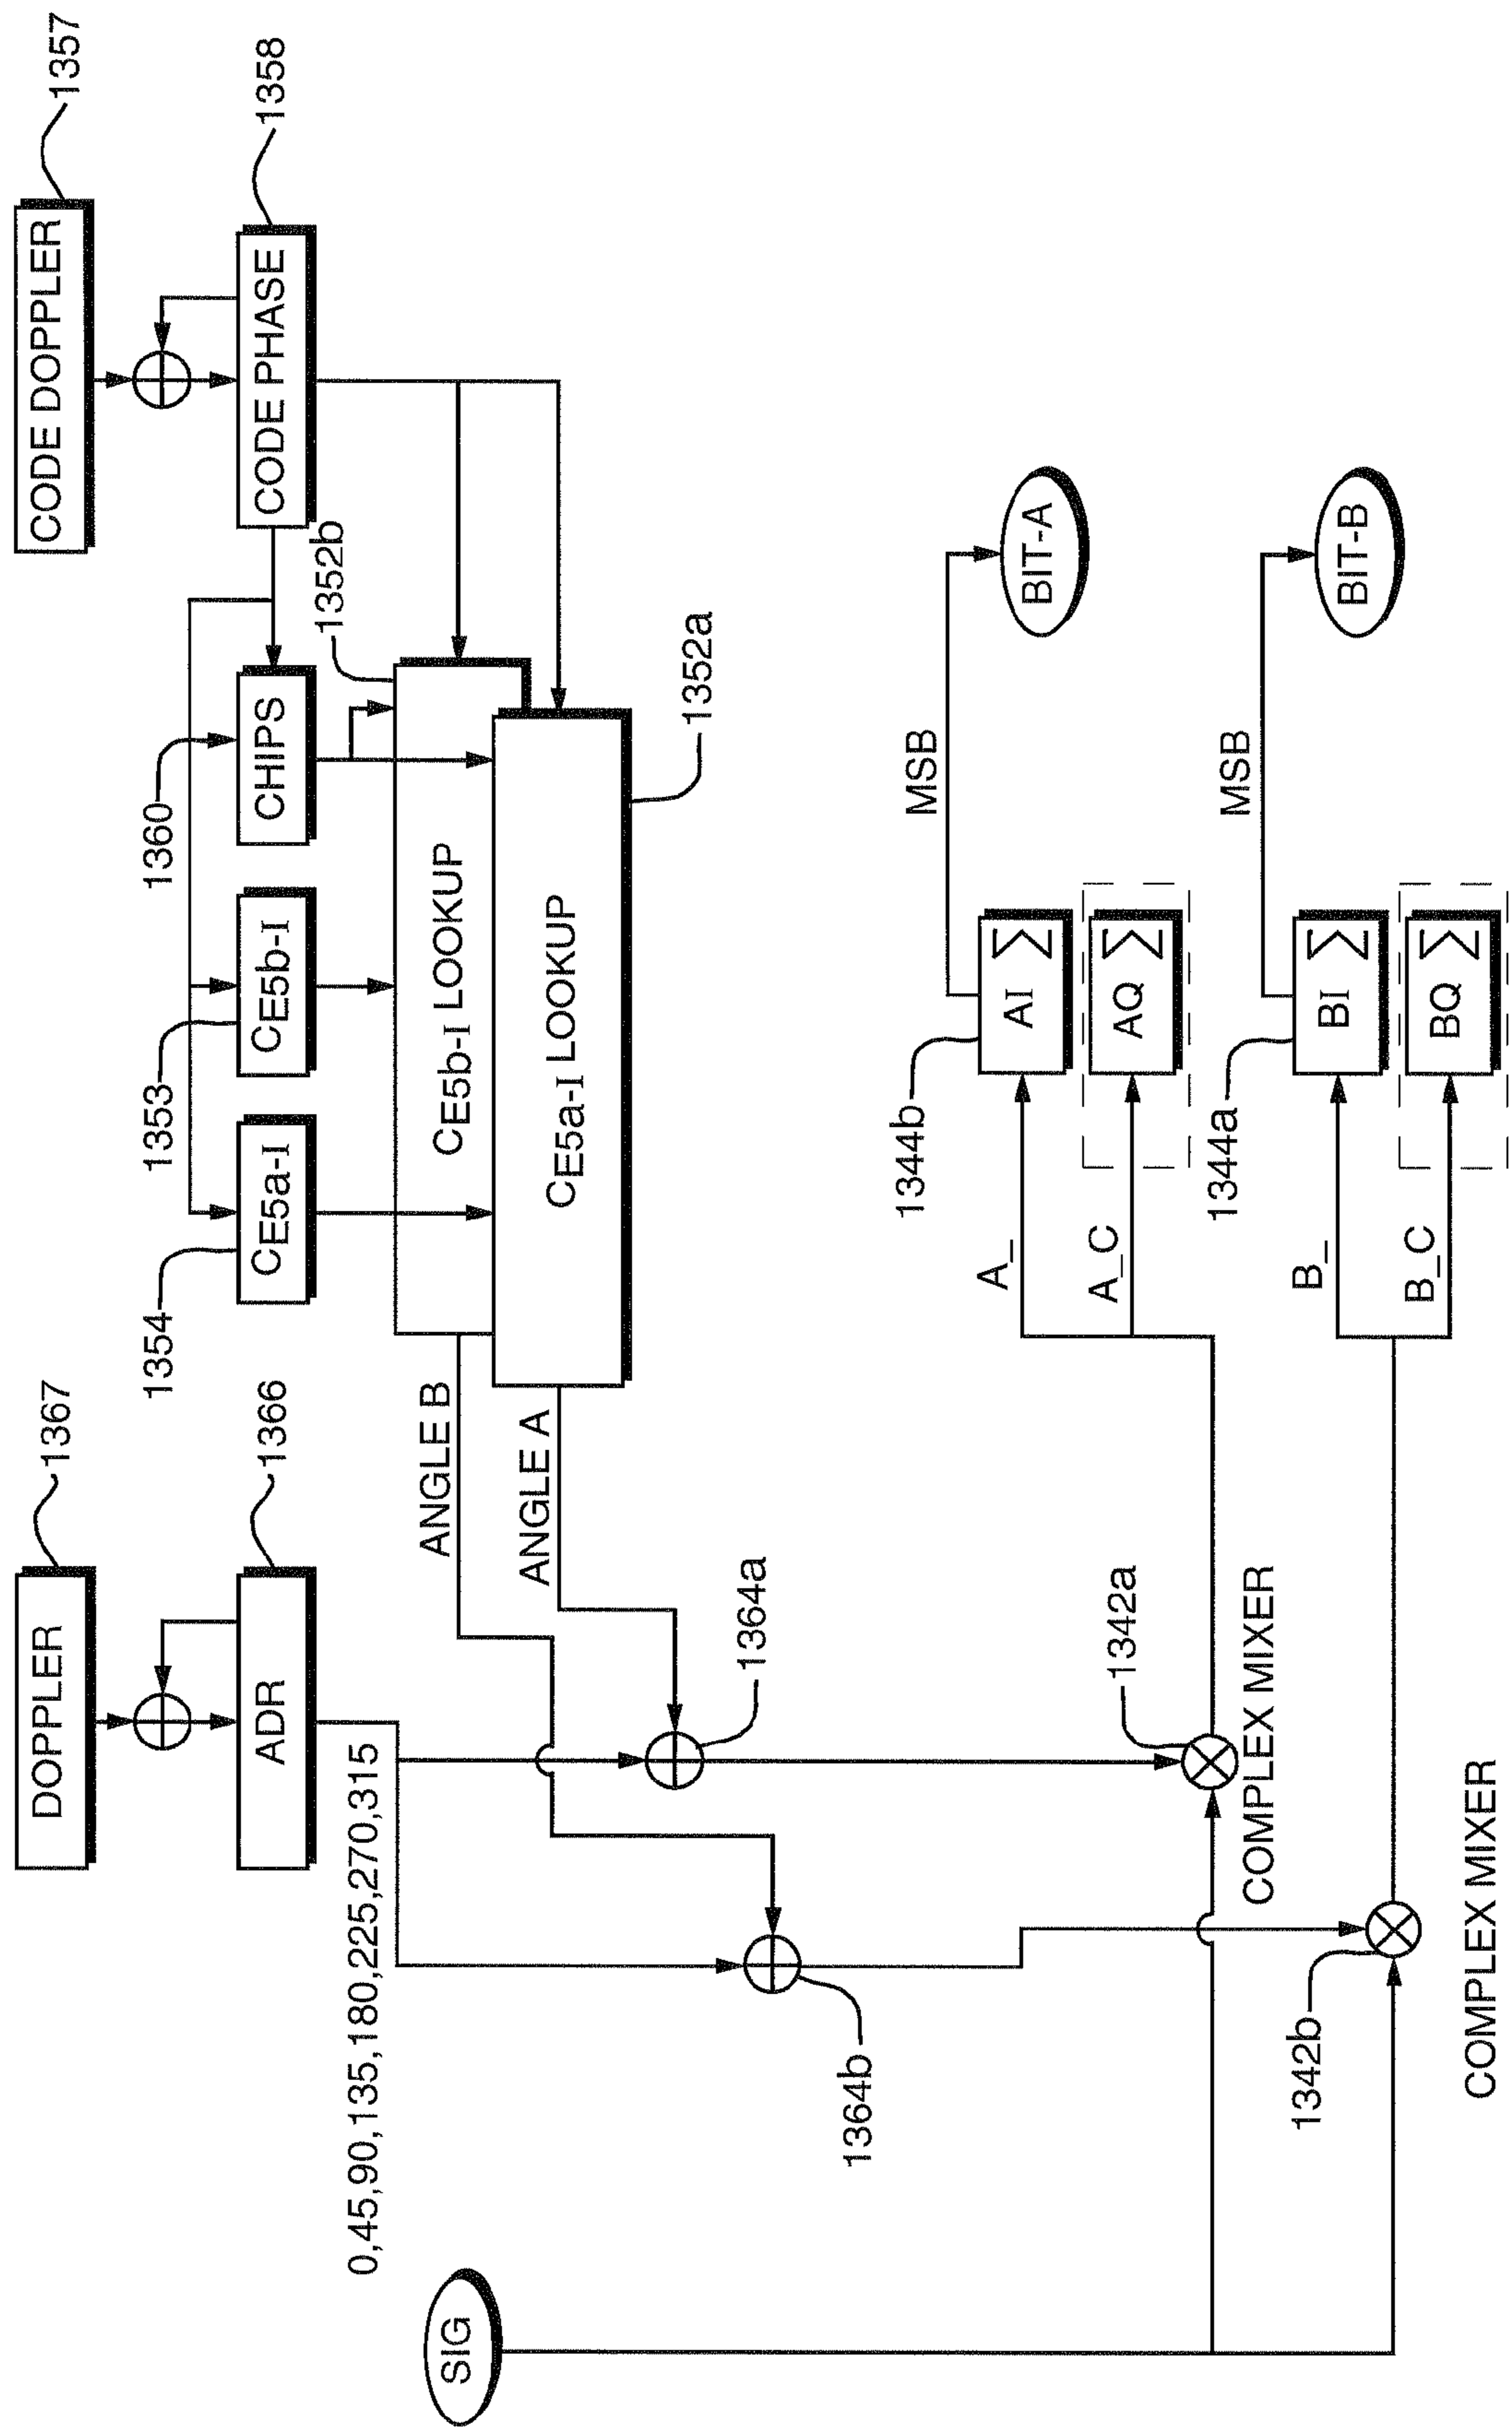 DOPPLER
1367
CODE DOPPLER
1357
ADR
1366
CODE PHASE
1358
0,45,90,135,180,225,270,315
1354
1353
1360
CE5a-I
CE5b-I
CHIPS
1352b
CE5b-I LOOKUP
CE5a-I LOOKUP
1352a
ANGLE B
ANGLE A
SIG
1364a
1364b
1342a
COMPLEX MIXER
1342b
COMPLEX MIXER
A_
A_C
B_
B_C
1344b
AI Σ
AQ Σ
1344a
BI Σ
BQ Σ
MSB
BIT-A
MSB
BIT-B